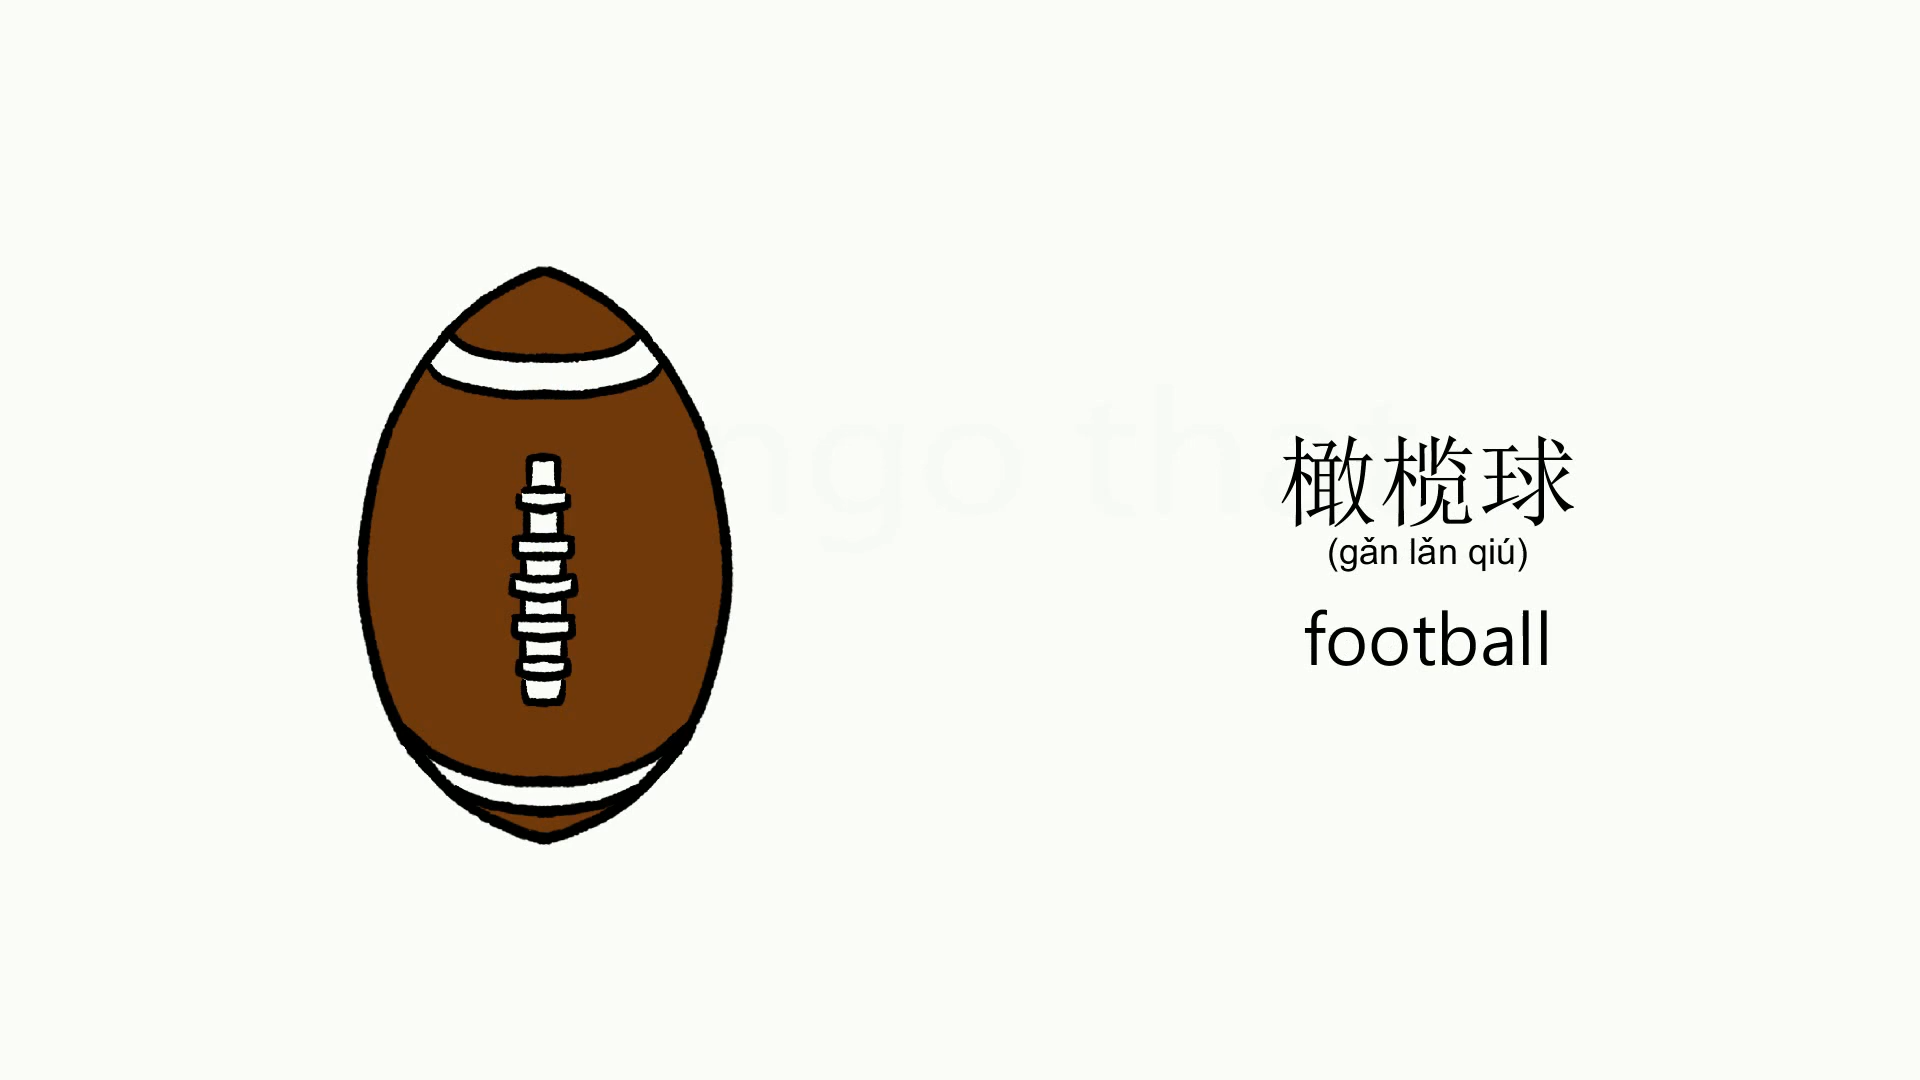 橄榄球
(gǎn lǎn qiú)
football